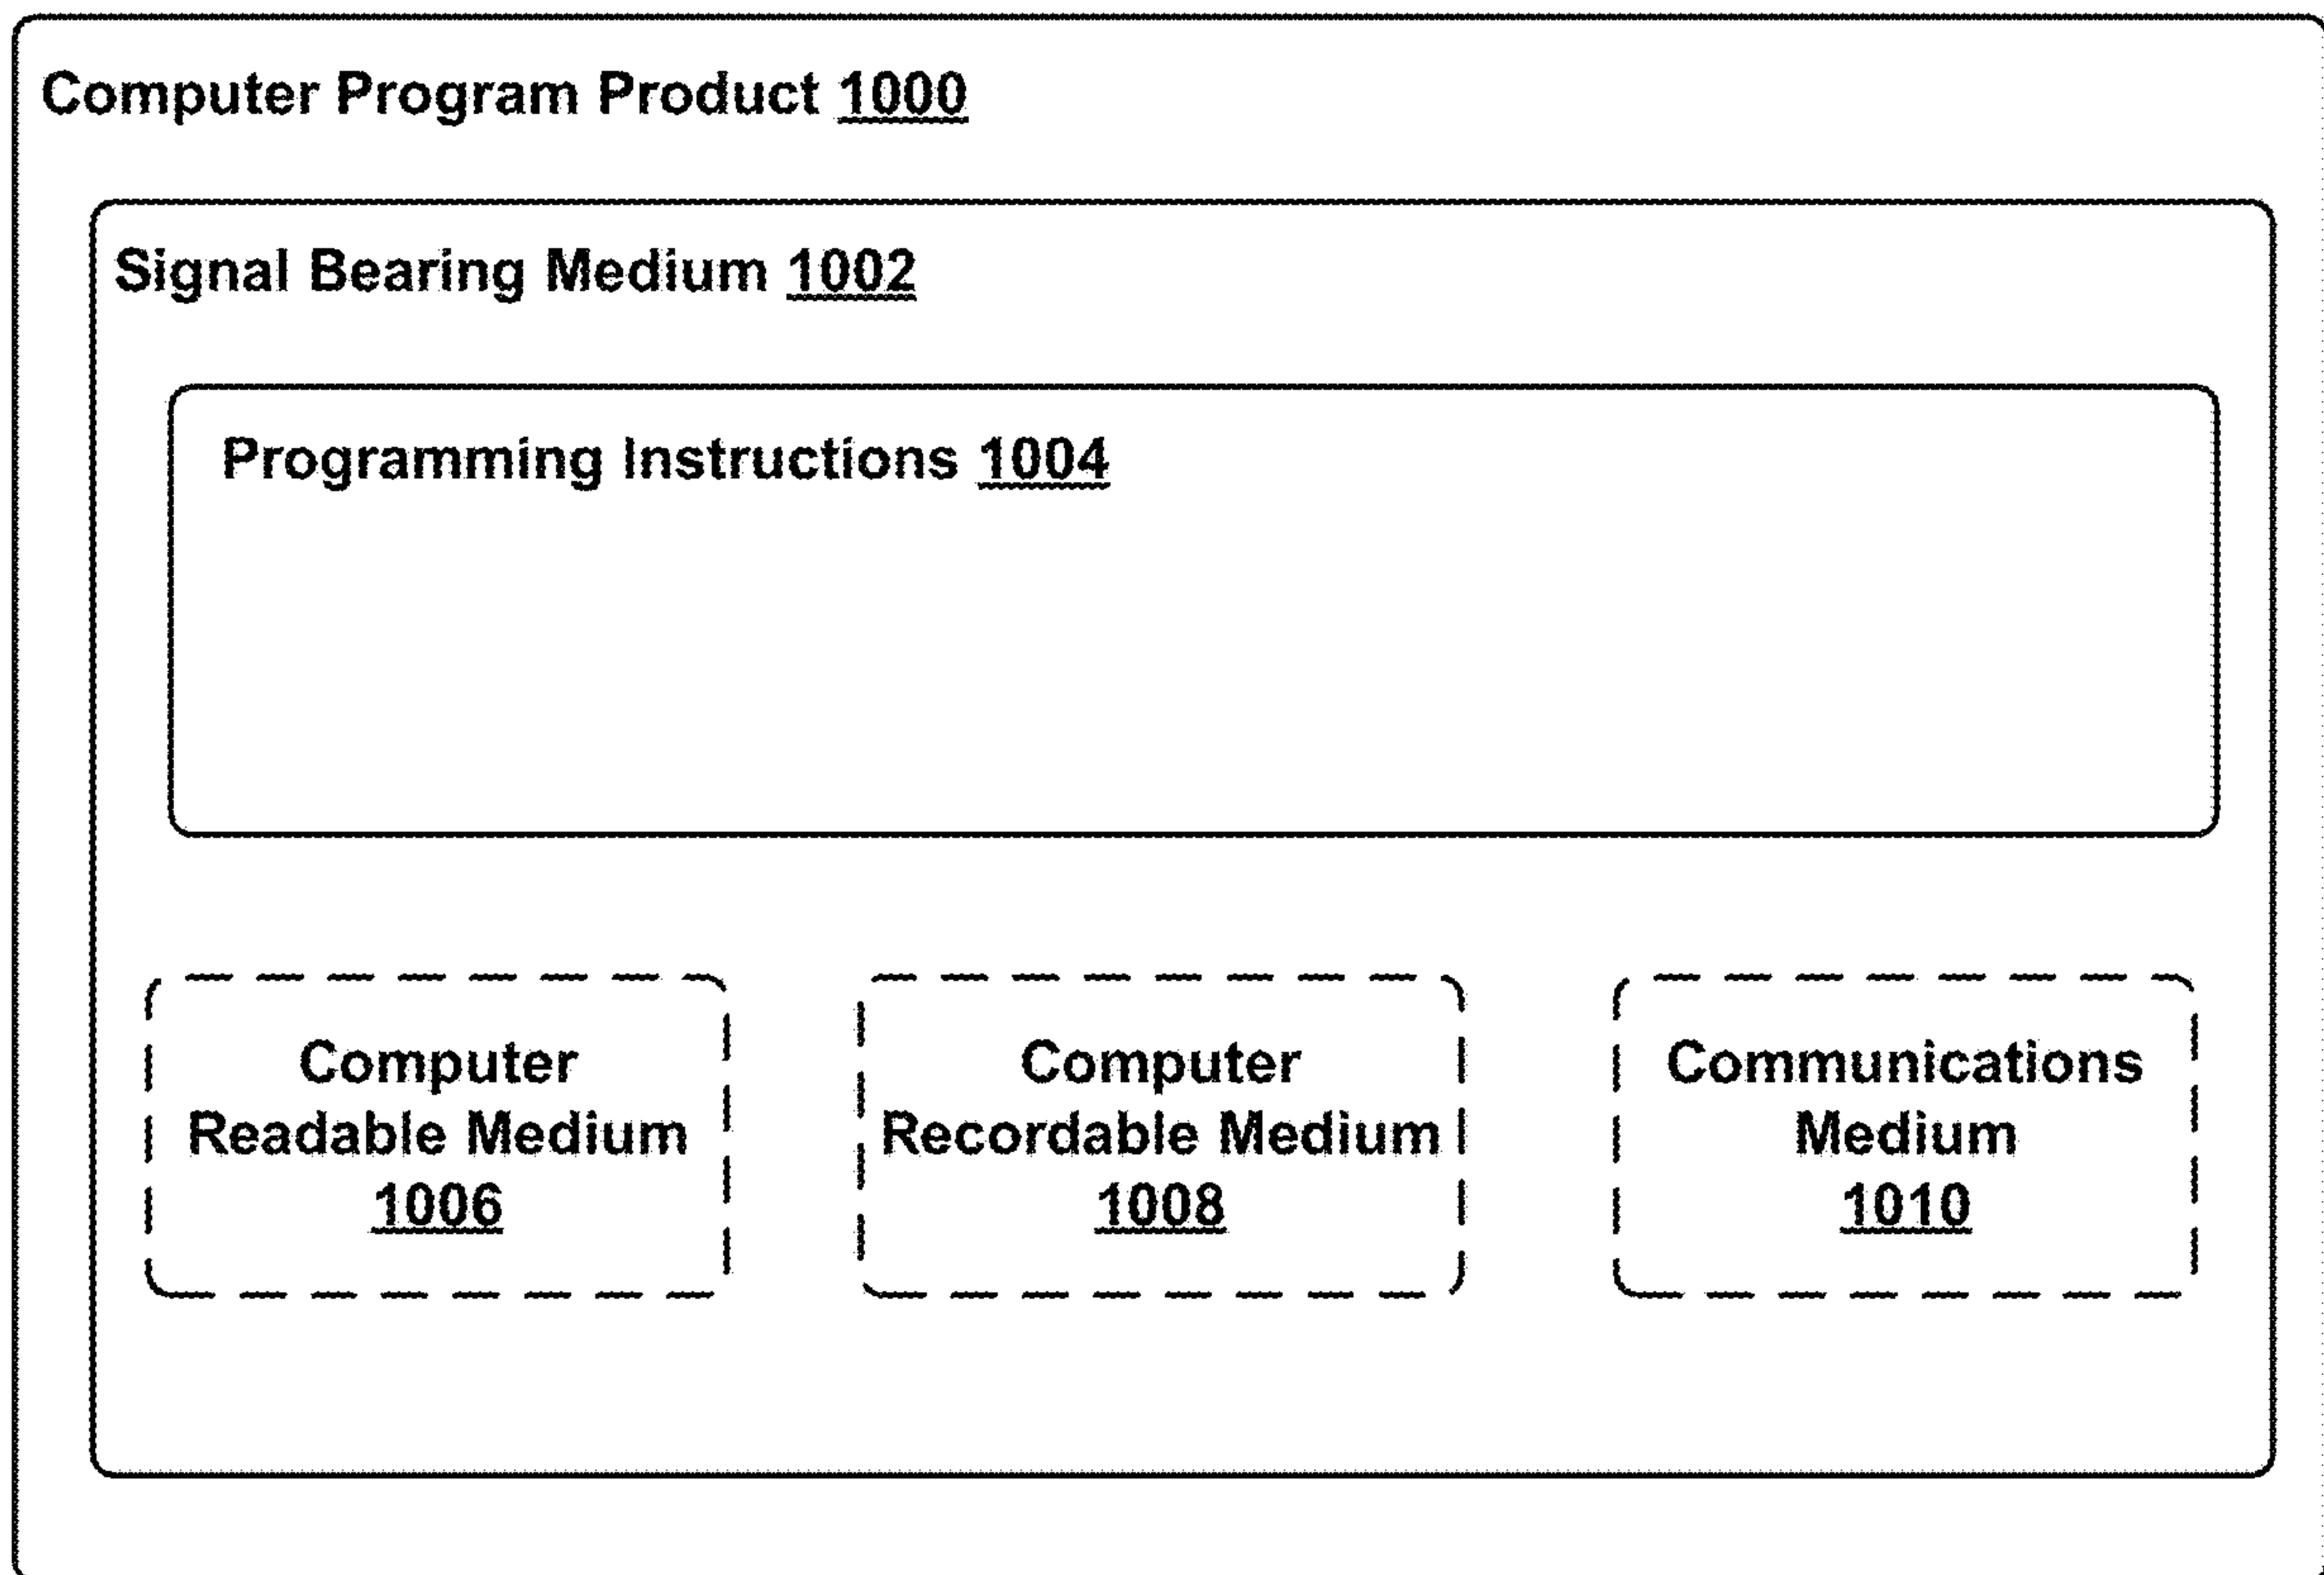 Computer Program Product 1000
Signal Bearing Medium 1002
Programming Instructions 1004
Computer
Readable Medium
1006
Computer
Recordable Medium
1008
Communications
Medium
1010